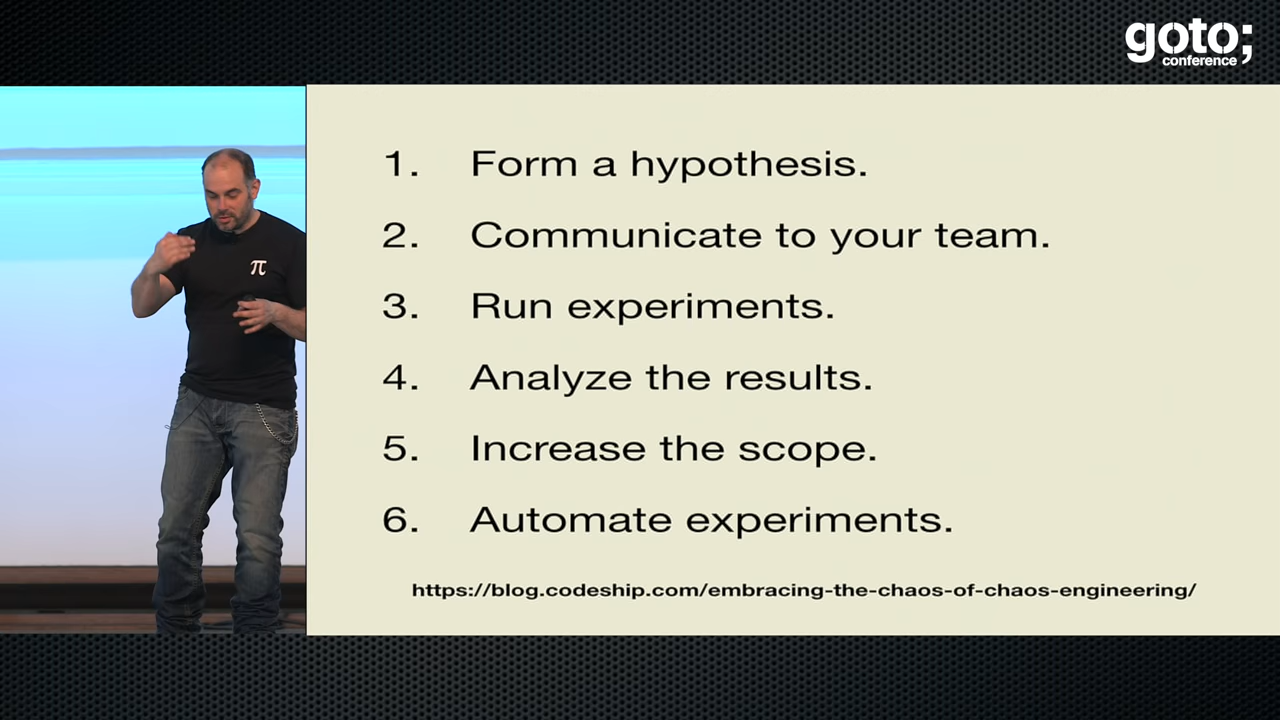 goto;
conference
π
1. Form a hypothesis.
2. Communicate to your team.
3. Run experiments.
4. Analyze the results.
5. Increase the scope.
6. Automate experiments.
https://blog.codeship.com/embracing-the-chaos-of-chaos-engineering/